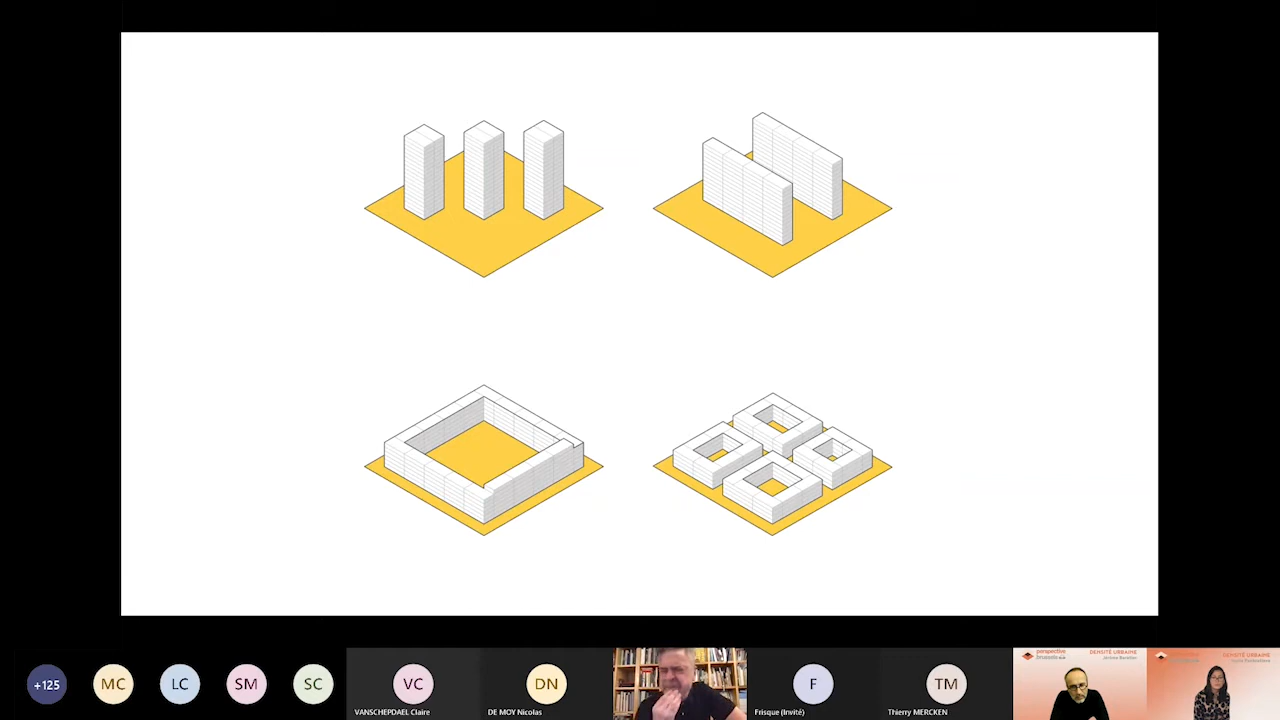 +125
MC
LC
SM
SC
VC
VANSCHEPDAEL Claire
DN
DE MOY Nicolas
F
Frisque (Invité)
TM
Thierry MERCKEN
perspective
DENSITÉ URBAINE
DENSITÉ URBAINE